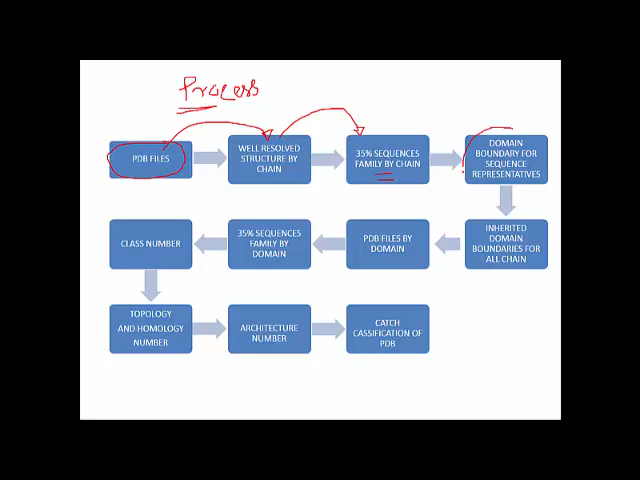 Process
PDB FILES
WELL RESOLVED
STRUCTURE BY
CHAIN
35% SEQUENCES
FAMILY BY CHAIN
DOMAIN
BOUNDARY FOR
SEQUENCE
REPRESENTATIVES
INHERITED
DOMAIN
BOUNDARIES FOR
ALL CHAIN
PDB FILES BY
DOMAIN
35% SEQUENCES
FAMILY BY
DOMAIN
CLASS NUMBER
TOPOLOGY
AND HOMOLOGY
NUMBER
ARCHITECTURE
NUMBER
CATCH
CASSIFICATION OF
PDB